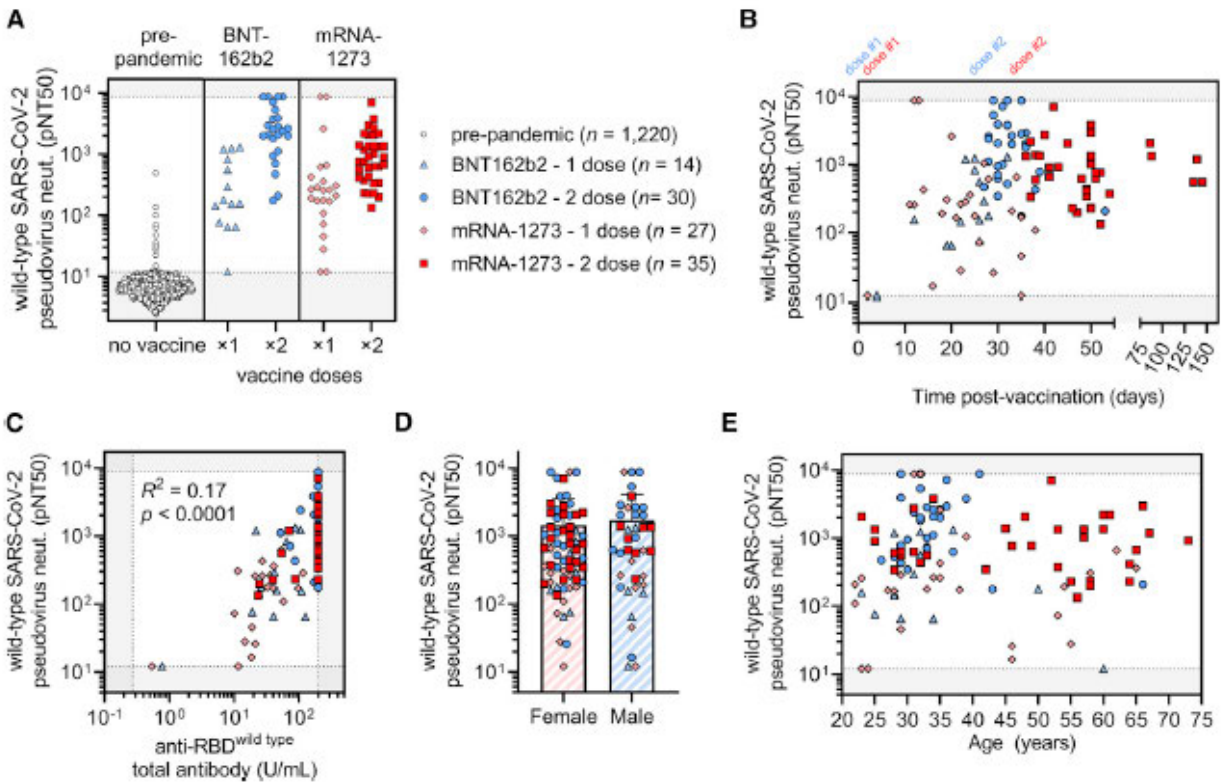 A
pre-
pandemic
BNT-
162b2
mRNA-
1273
wild-type SARS-CoV-2
pseudovirus neut. (pNT50)
10⁴
10³
10²
10¹
no vaccine
×1
×2
×1
×2
vaccine doses
pre-pandemic (n = 1,220)
BNT162b2 - 1 dose (n = 14)
BNT162b2 - 2 dose (n= 30)
mRNA-1273 - 1 dose (n = 27)
mRNA-1273 - 2 dose (n = 35)
B
dose #1
dose #1
dose #2
dose #2
wild-type SARS-CoV-2
pseudovirus neut. (pNT50)
10⁴
10³
10²
10¹
0 10 20 30 40 50 75 100 125 150
Time post-vaccination (days)
C
wild-type SARS-CoV-2
pseudovirus neut. (pNT50)
10⁴
10³
10²
10¹
R² = 0.17
p < 0.0001
10⁻¹ 10⁰ 10¹ 10²
anti-RBDʷⁱˡᵈ ᵗʸᵖᵉ
total antibody (U/mL)
D
wild-type SARS-CoV-2
pseudovirus neut. (pNT50)
10⁴
10³
10²
10¹
Female Male
E
wild-type SARS-CoV-2
pseudovirus neut. (pNT50)
10⁴
10³
10²
10¹
20 25 30 35 40 45 50 55 60 65 70 75
Age (years)